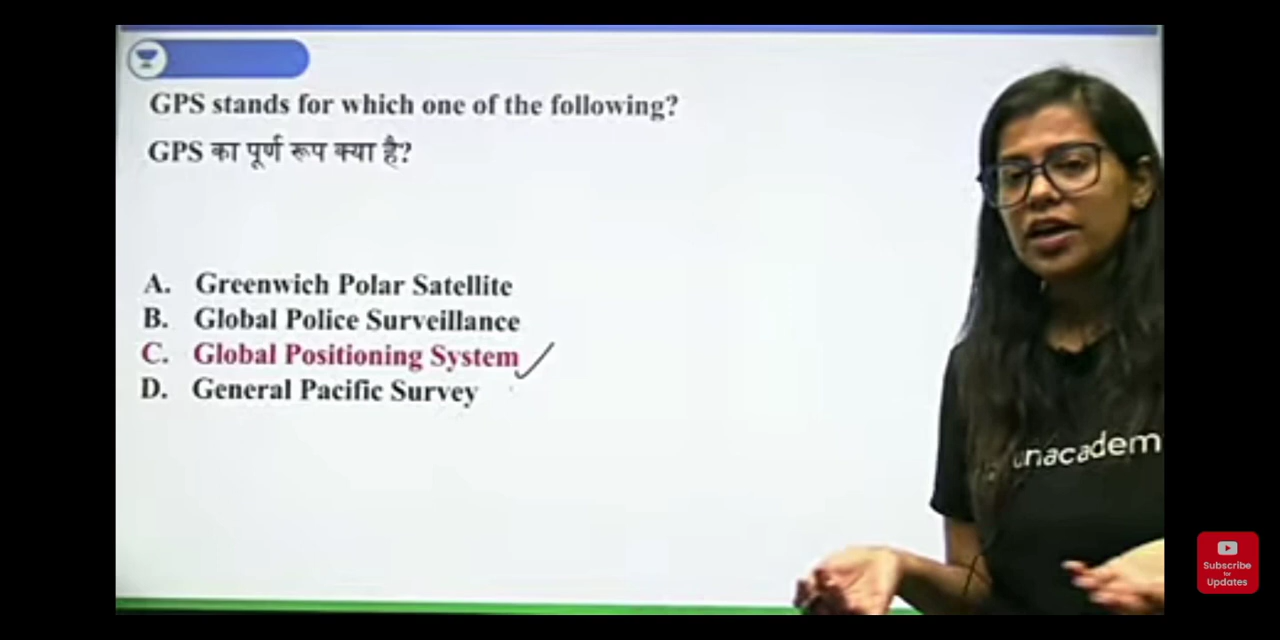 GPS stands for which one of the following?
GPS का पूर्ण रूप क्या है?
A. Greenwich Polar Satellite
B. Global Police Surveillance
C. Global Positioning System
D. General Pacific Survey
unacadem
Subscribe
for
Updates